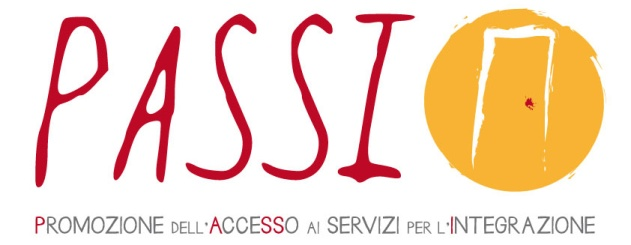 PASSI
PROMOZIONE DELL'ACCESSO AI SERVIZI PER L'INTEGRAZIONE